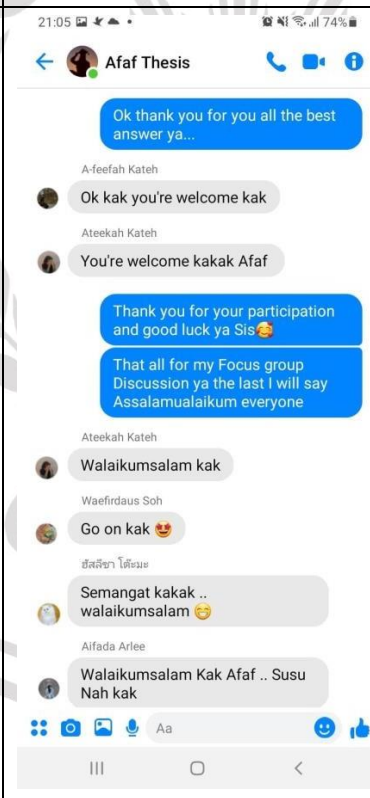 21:05
74%
Afaf Thesis
Ok thank you for you all the best
answer ya...
A-feefah Kateh
Ok kak you're welcome kak
Ateekah Kateh
You're welcome kakak Afaf
Thank you for your participation
and good luck ya Sis🥰
That all for my Focus group
Discussion ya the last I will say
Assalamualaikum everyone
Ateekah Kateh
Walaikumsalam kak
Waefirdaus Soh
Go on kak 🤩
ฮัสลีซา โต๊ะมะ
Semangat kakak ..
walaikumsalam 😁
Aifada Arlee
Walaikumsalam Kak Afaf .. Susu
Nah kak
Aa